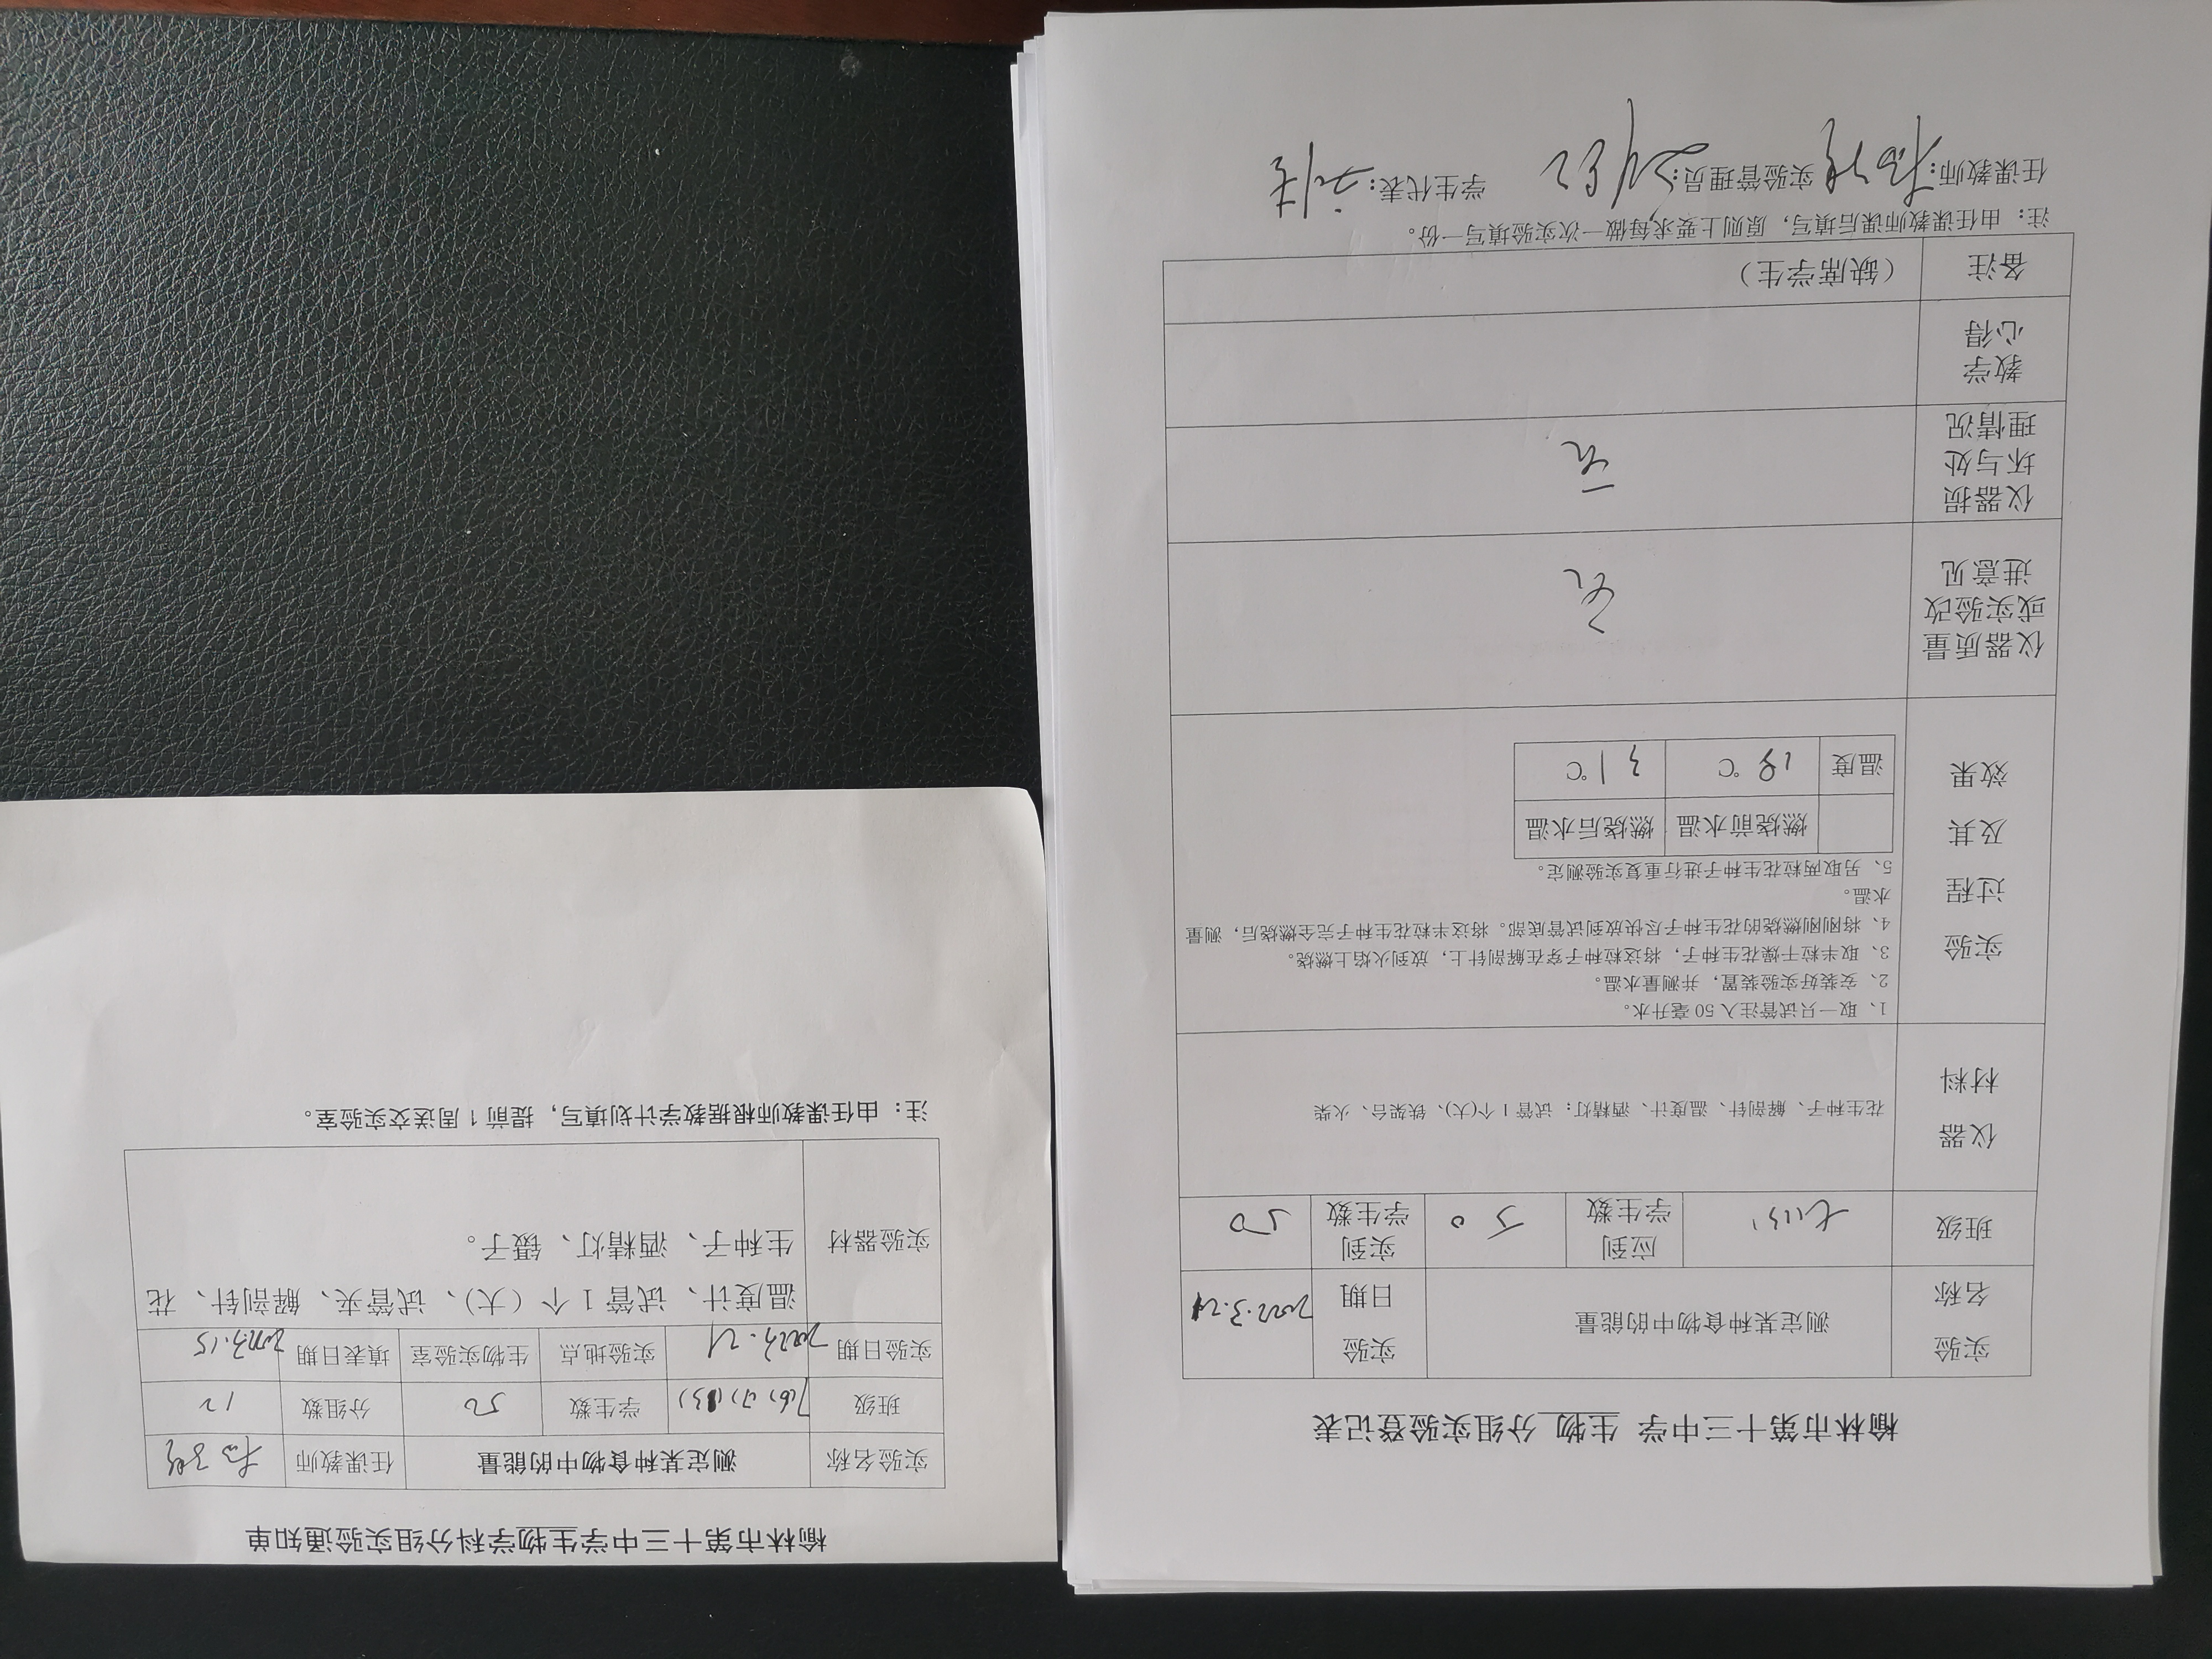 榆林市第十三中学 生物 分组实验登记表
实验名称 测定某种食物中的能量 实验日期 2022.3.21
班级 七(13) 应到学生数 50 实到学生数 50
仪器材料 花生种子、解剖针、温度计、酒精灯；试管1个(大)、铁架台、火柴
实验过程及其效果
1、取一只试管注入50毫升水。
2、安装好实验装置，并测量水温。
3、取半粒干燥花生种子，将这粒种子穿在解剖针上，放到火焰上燃烧。
4、将刚刚燃烧的花生种子尽快放到试管底部。将这半粒花生种子完全燃烧后，测量
水温。
5、另取两粒花生种子进行重复实验测定。
燃烧前水温 燃烧后水温
温度 18℃ 31℃
仪器质量或实验改进意见 无
仪器损坏与处理情况 无
教学心得
备注 （缺席学生）
注：由任课教师课后填写，原则上要求每做一次实验填写一份。
任课教师： 实验管理员： 学生代表：
榆林市第十三中学生物学科分组实验通知单
实验名称 测定某种食物中的能量 任课教师
班级 学生数 50 分组数 12
实验日期 实验地点 生物实验室 填表日期
实验器材 温度计、试管1个（大）、试管夹、解剖针、花
生种子、酒精灯、镊子。
注：由任课教师根据教学计划填写，提前1周送交实验室。